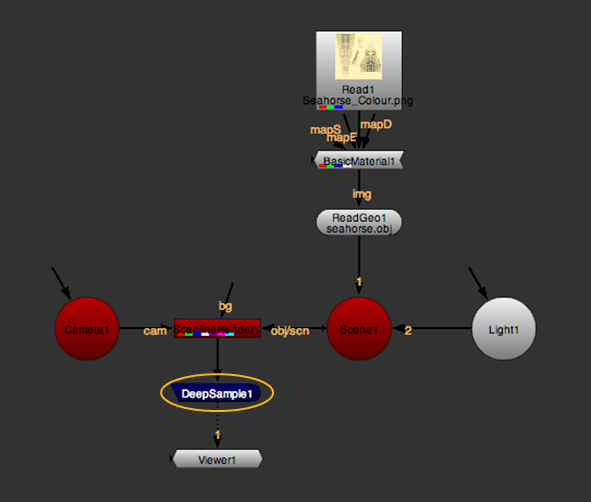 Read1
Seahorse_Colour.png
mapS
mapE
mapD
BasicMaterial1
img
ReadGeo1
seahorse.obj
1
bg
Camera1
cam
ScanlineRender1
obj/scn
Scene1
2
Light1
DeepSample1
1
Viewer1